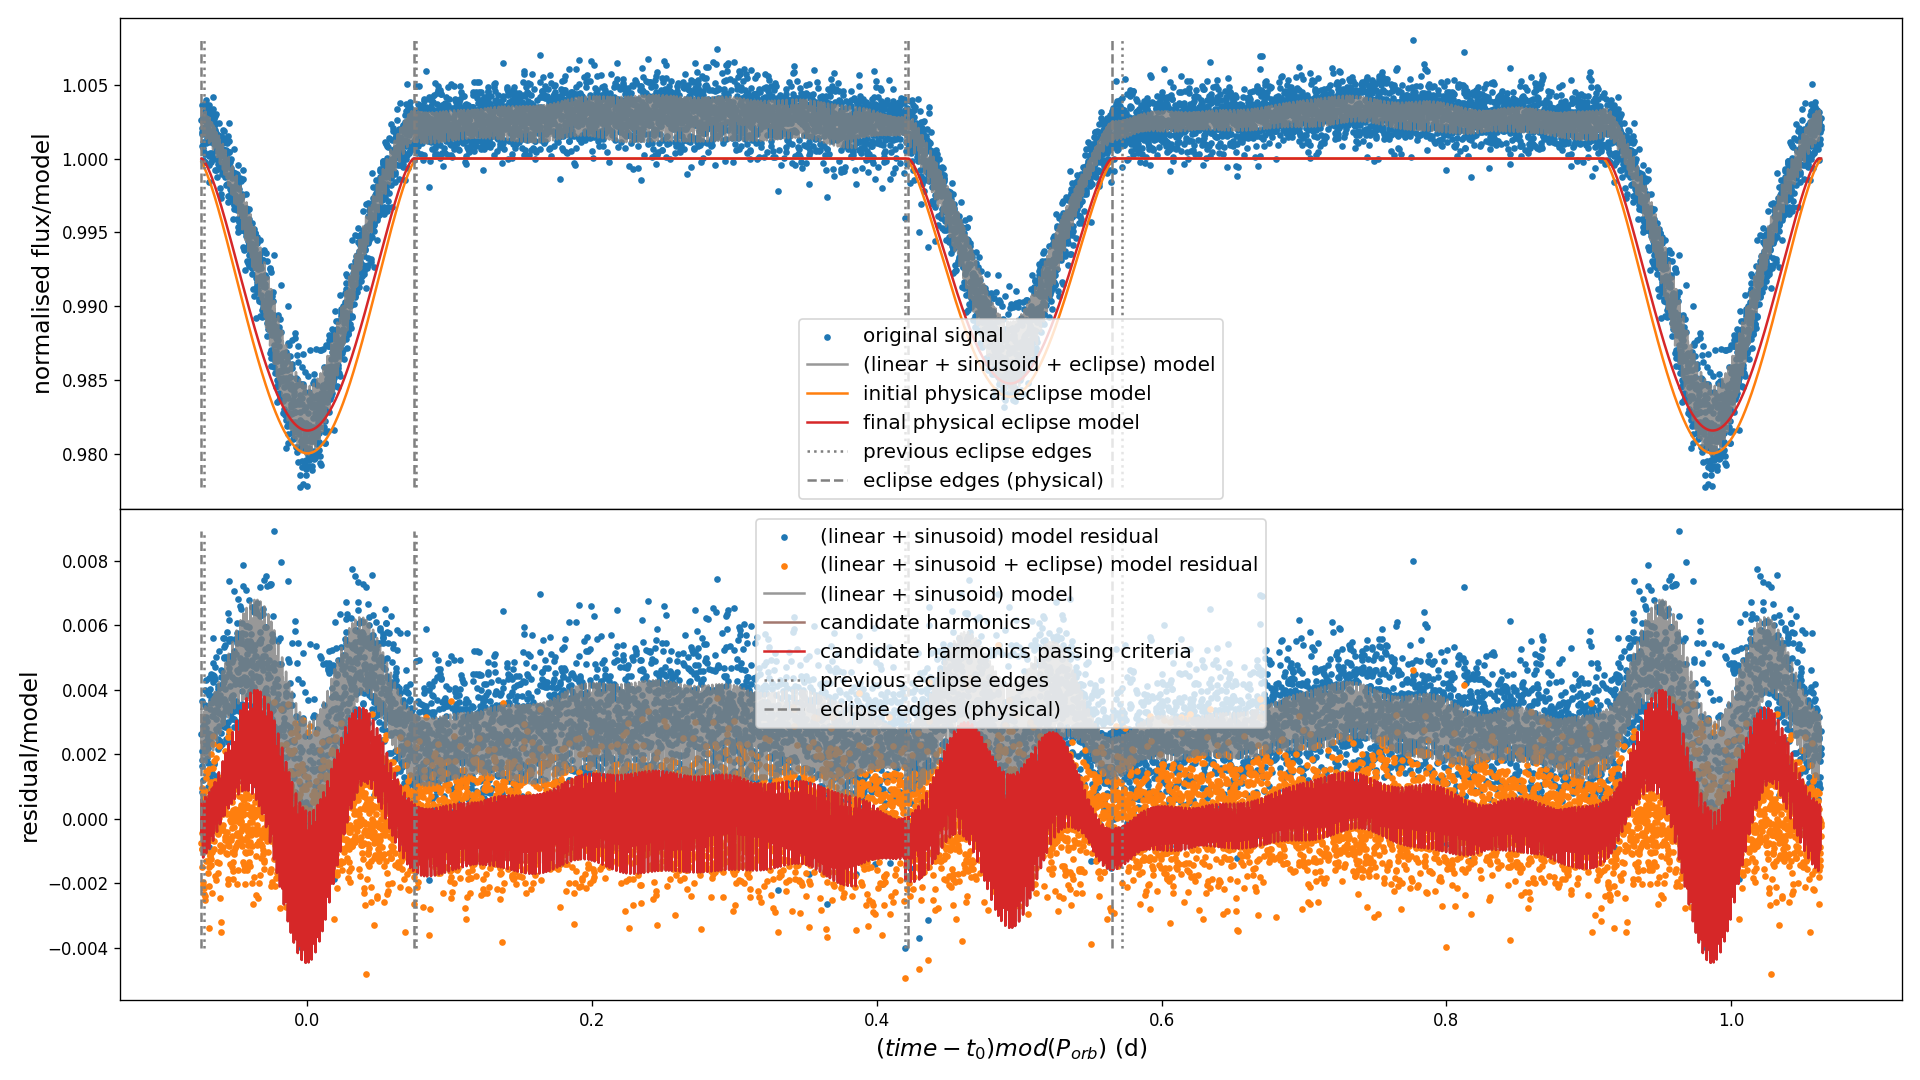 normalised flux/model
1.005
1.000
0.995
0.990
0.985
0.980
original signal
(linear + sinusoid + eclipse) model
initial physical eclipse model
final physical eclipse model
previous eclipse edges
eclipse edges (physical)
residual/model
0.008
0.006
0.004
0.002
0.000
−0.002
−0.004
(linear + sinusoid) model residual
(linear + sinusoid + eclipse) model residual
(linear + sinusoid) model
candidate harmonics
candidate harmonics passing criteria
previous eclipse edges
eclipse edges (physical)
0.0 0.2 0.4 0.6 0.8 1.0
(time − t₀)mod(P_orb) (d)